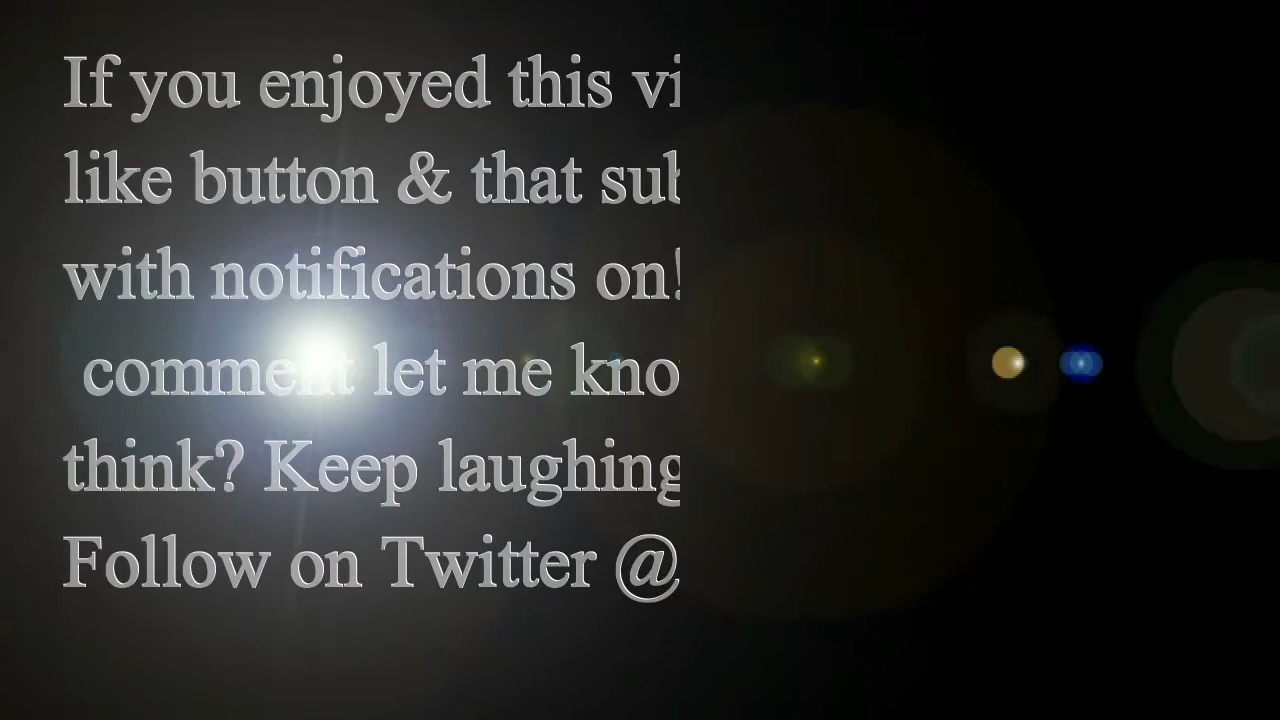 If you enjoyed this vi
like button & that sub
with notifications on!
comment let me kno
think? Keep laughing
Follow on Twitter @